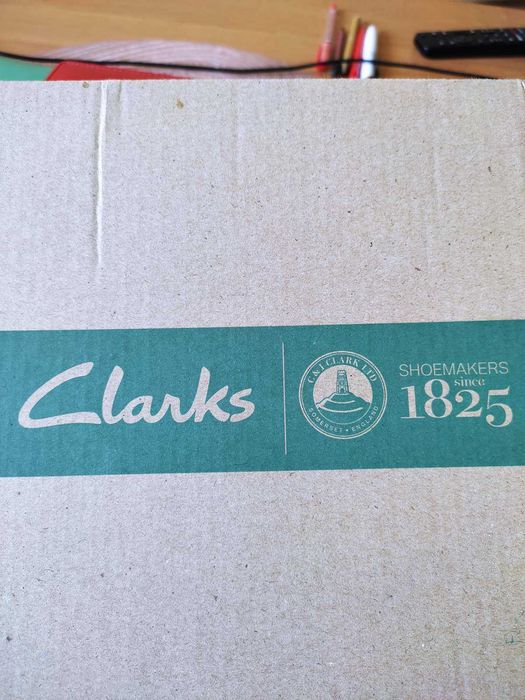 Clarks
C & J CLARK LTD
SOMERSET • ENGLAND
SHOEMAKERS
since
1825